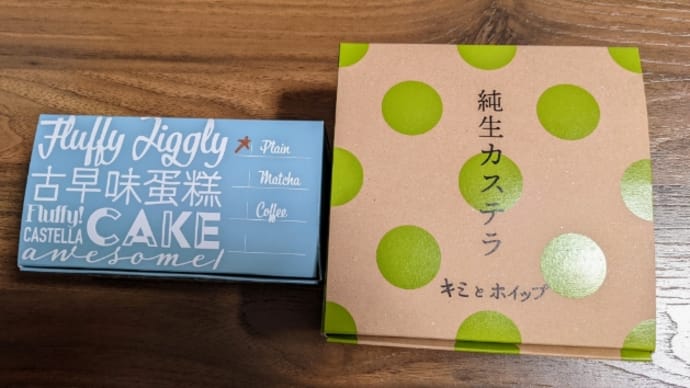 Fluffy Jiggly
古早味蛋糕
Fluffy!
CASTELLA
CAKE
awesome!
Plain
Matcha
Coffee
純生カステラ
キミとホイップ